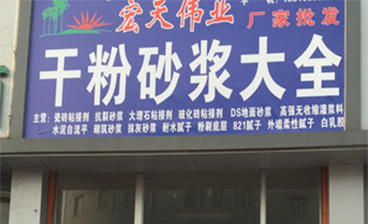 宏天伟业
厂家批发
干粉砂浆大全
主营：瓷砖粘接剂 抗裂砂浆 大理石粘接剂 玻化砖粘接剂 DS地面砂浆 高强无收缩灌浆料
水泥自流平 砌筑砂浆 抹灰砂浆 耐水腻子 粉刷底层 821腻子 外墙柔性腻子 白乳胶